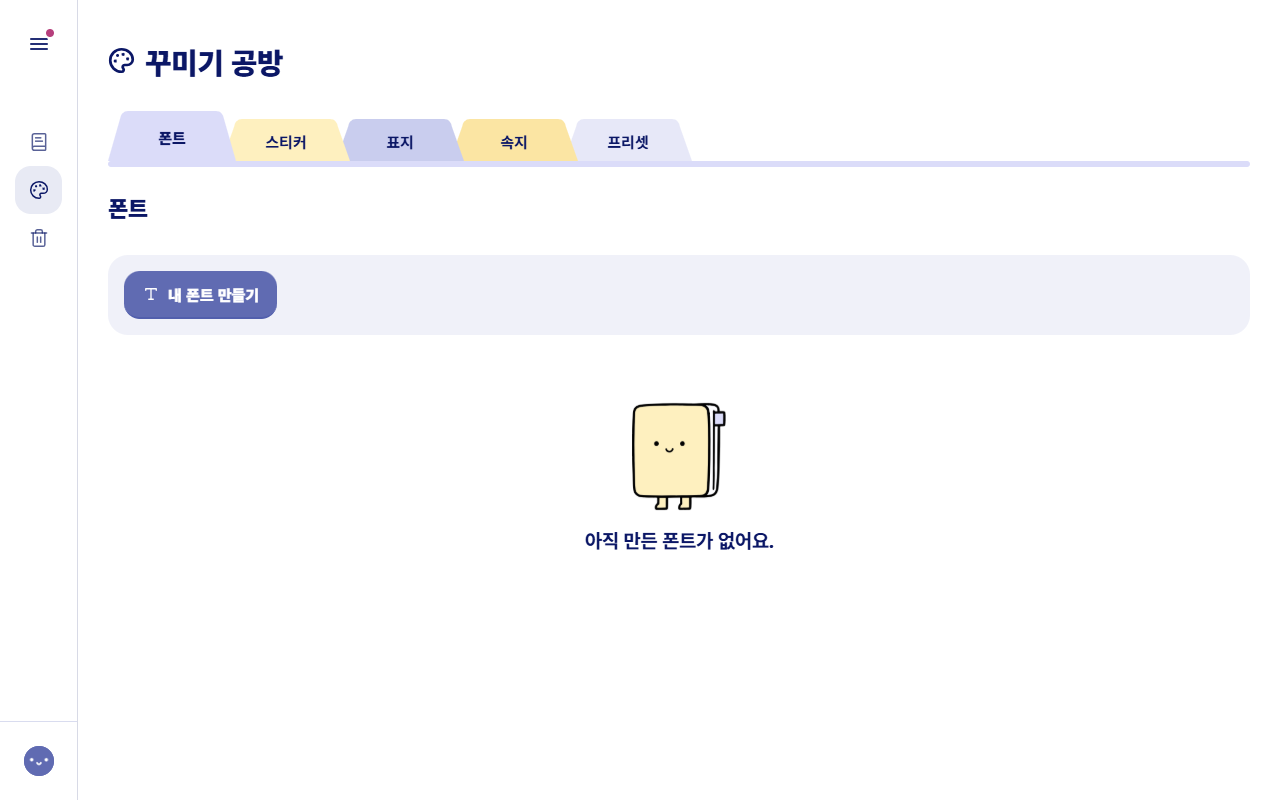 꾸미기 공방
폰트
스티커
표지
속지
프리셋
폰트
내 폰트 만들기
아직 만든 폰트가 없어요.